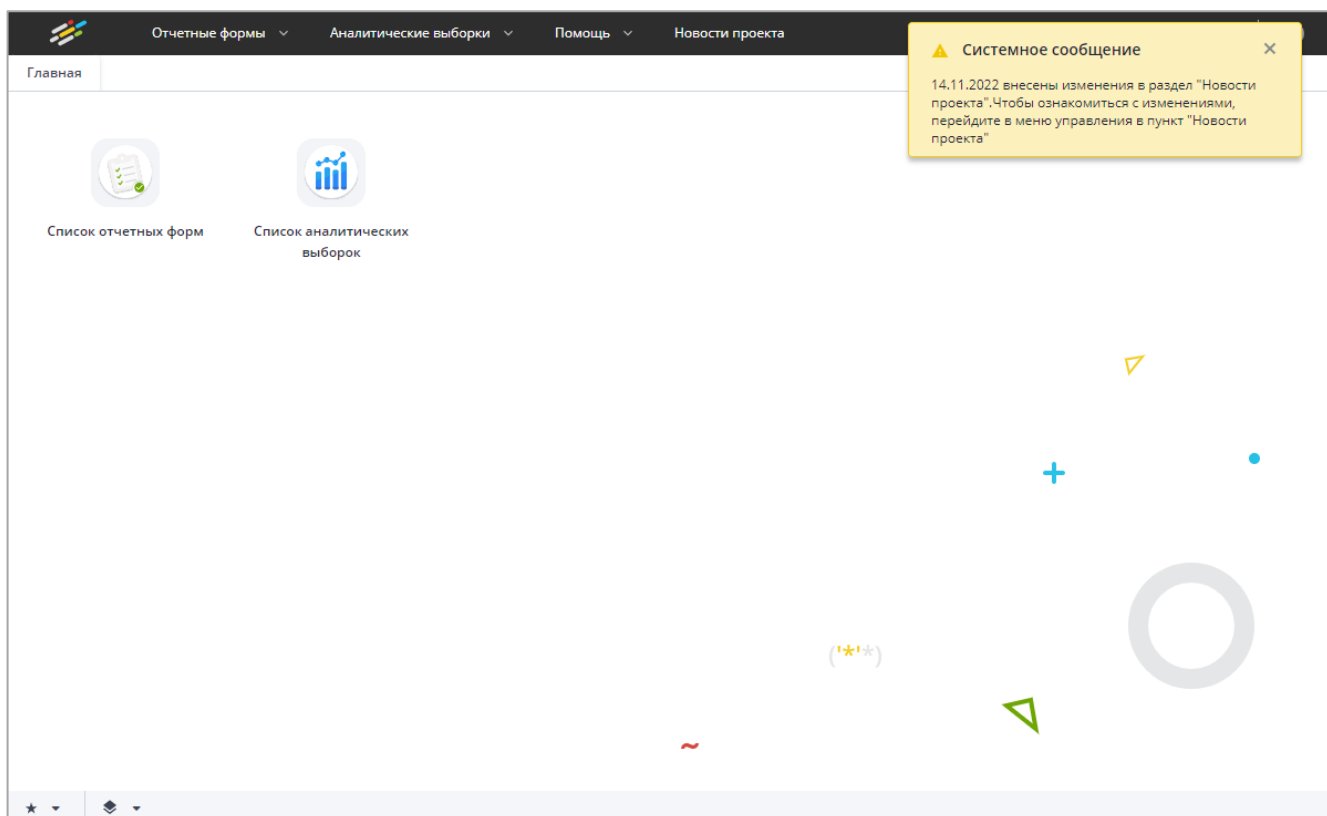 Отчетные формы Аналитические выборки Помощь Новости проекта
Системное сообщение
14.11.2022 внесены изменения в раздел "Новости
проекта".Чтобы ознакомиться с изменениями,
перейдите в меню управления в пункт "Новости
проекта"
Главная
Список отчетных форм
Список аналитических
выборок
('*'*)
~